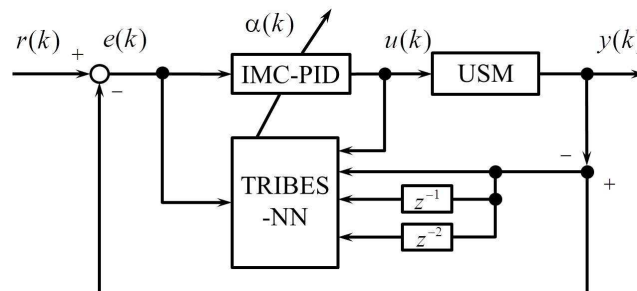 α(k)
r(k) + e(k) u(k) y(k)
IMC-PID USM
−
TRIBES
-NN
− +
z⁻¹
z⁻²